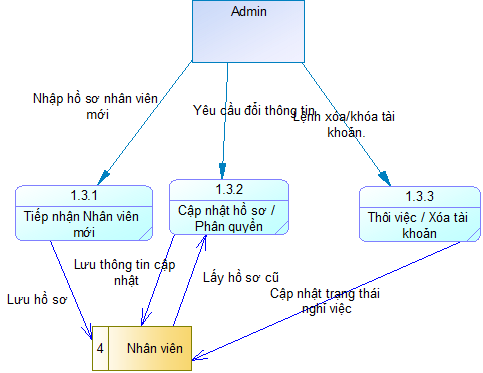 Admin
Nhập hồ sơ nhân viên
mới
Yêu cầu đổi thông tin
Lệnh xóa/khóa tài
khoản.
1.3.1
Tiếp nhận Nhân viên
mới
1.3.2
Cập nhật hồ sơ /
Phân quyền
1.3.3
Thôi việc / Xóa tài
khoản
Lưu hồ sơ
Lưu thông tin cập
nhật
Lấy hồ sơ cũ
Cập nhật trạng thái
nghỉ việc
4 Nhân viên